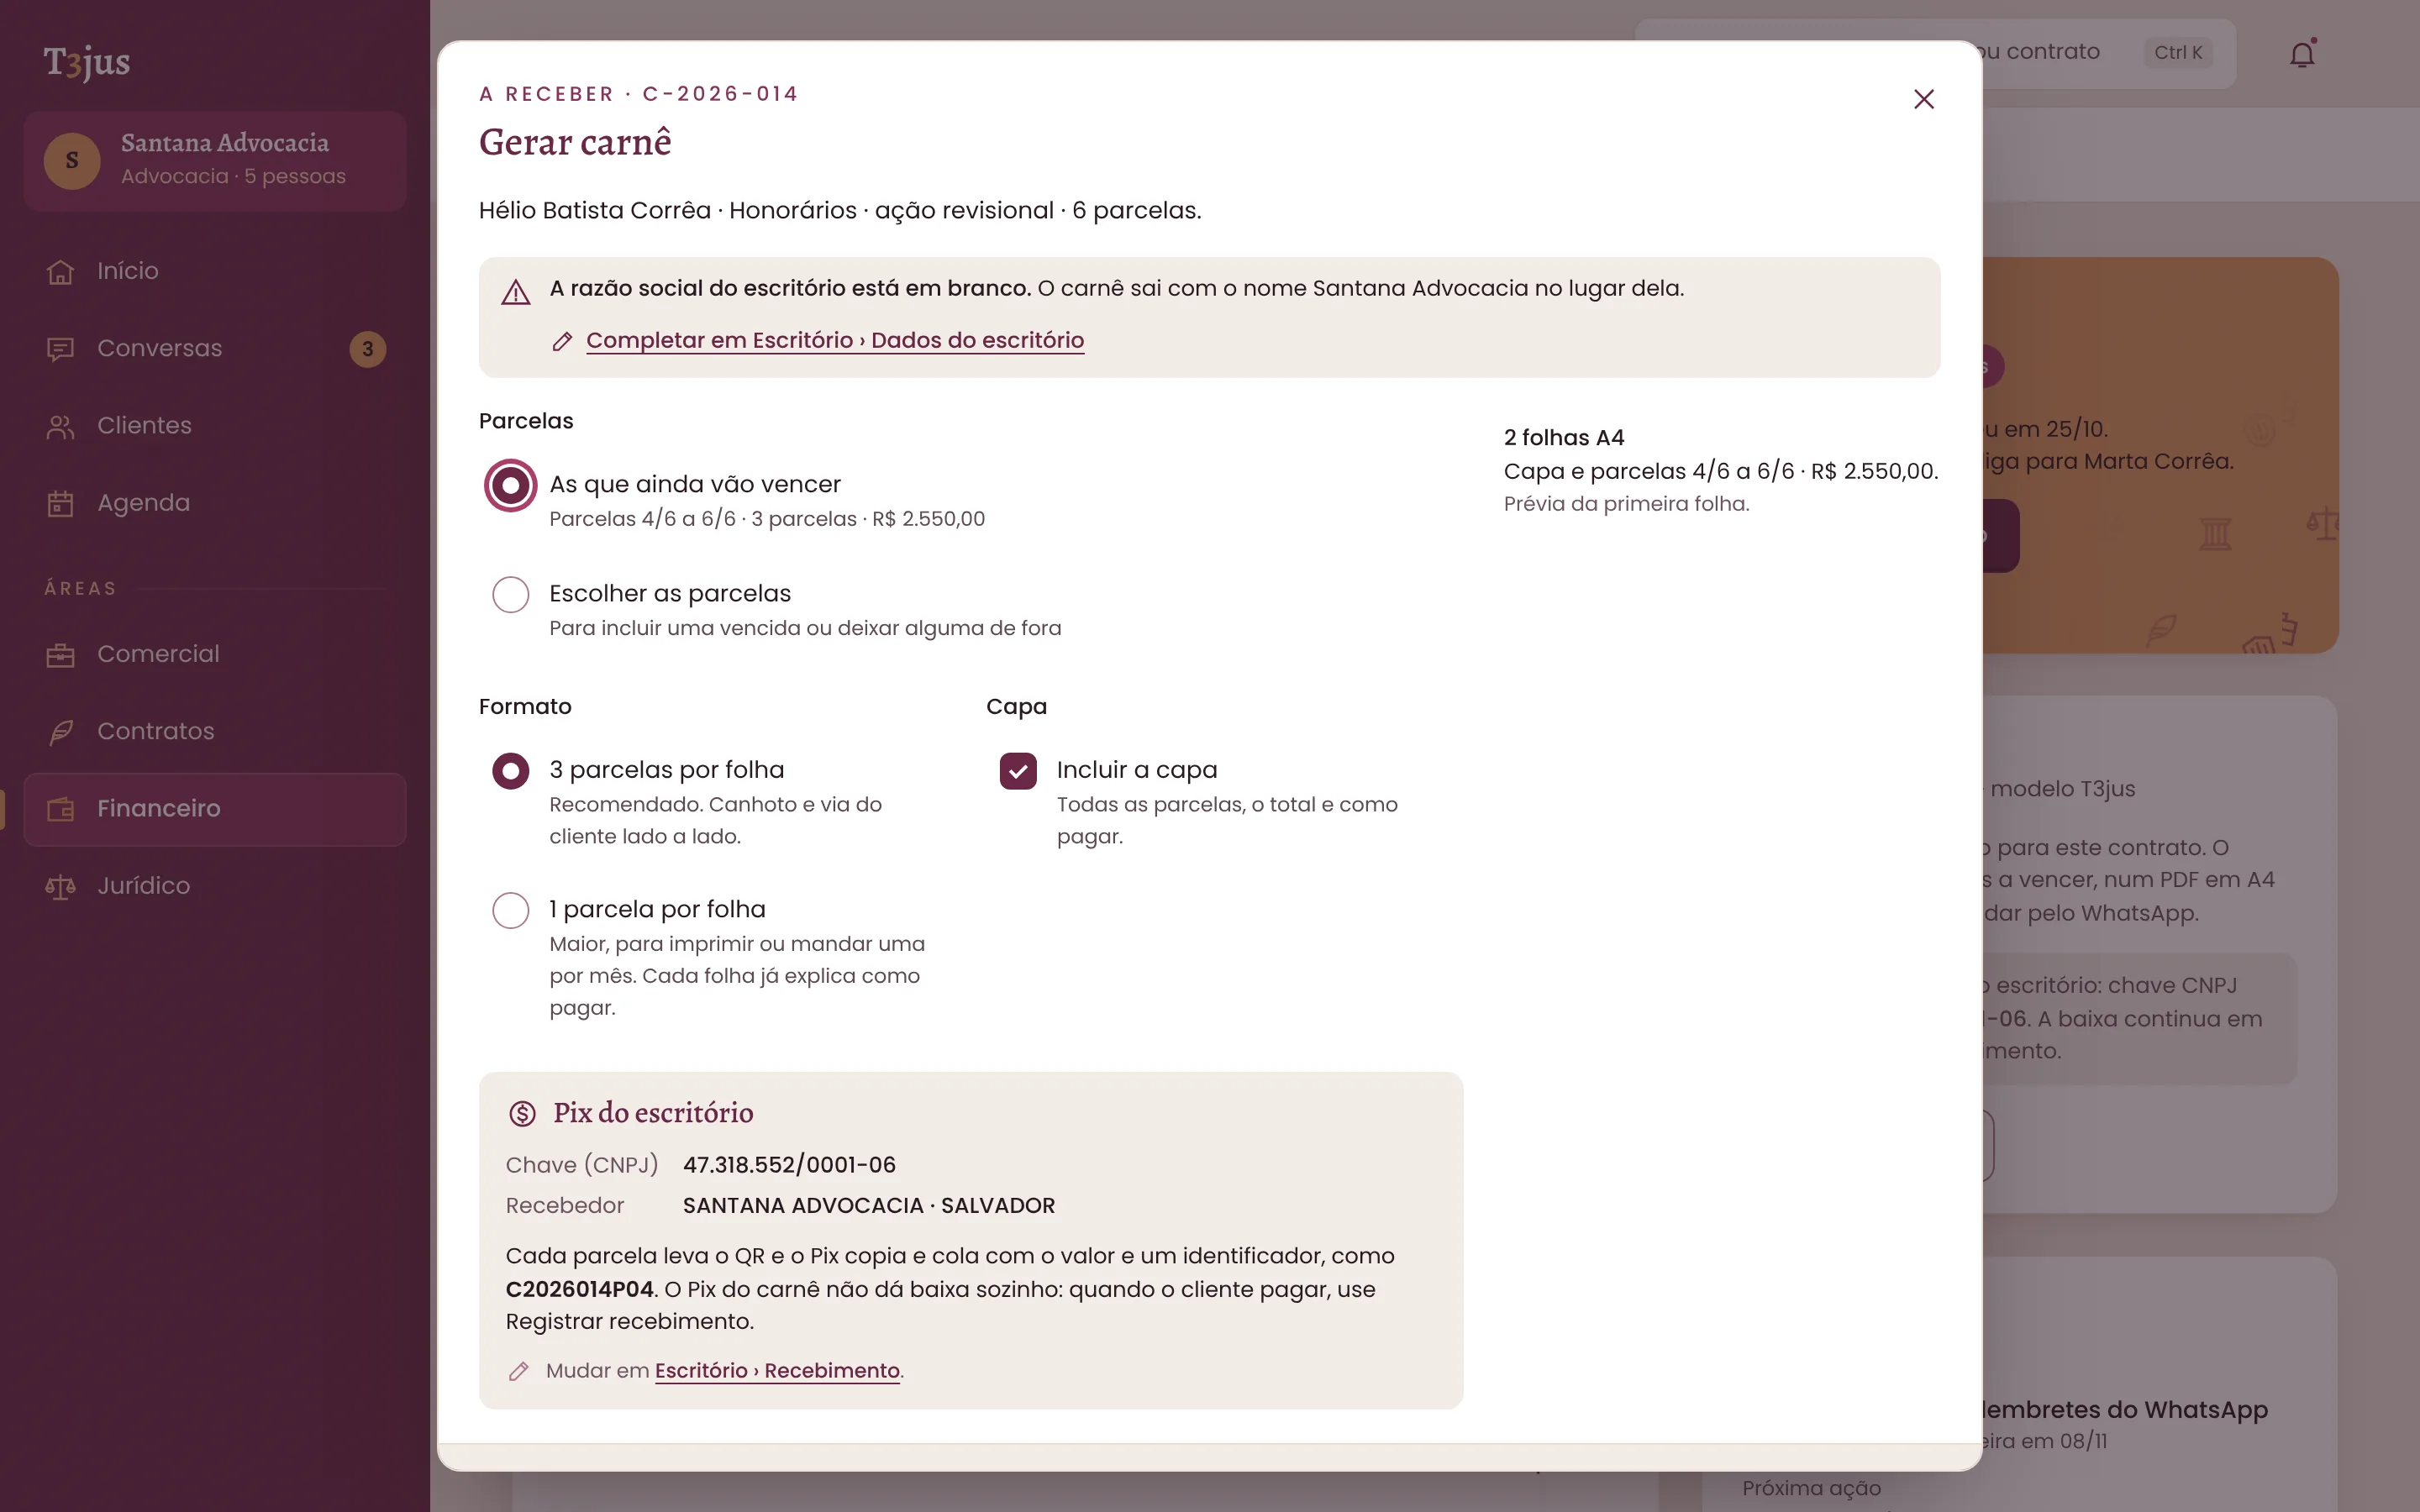 T3jus
S
Santana Advocacia
Advocacia · 5 pessoas
Início
Conversas
3
Clientes
Agenda
ÁREAS
Comercial
Contratos
Financeiro
Jurídico
ou contrato
Ctrl K
A RECEBER · C-2026-014
Gerar carnê
Hélio Batista Corrêa · Honorários · ação revisional · 6 parcelas.
A razão social do escritório está em branco. O carnê sai com o nome Santana Advocacia no lugar dela.
Completar em Escritório › Dados do escritório
Parcelas
As que ainda vão vencer
Parcelas 4/6 a 6/6 · 3 parcelas · R$ 2.550,00
Escolher as parcelas
Para incluir uma vencida ou deixar alguma de fora
2 folhas A4
Capa e parcelas 4/6 a 6/6 · R$ 2.550,00.
Prévia da primeira folha.
Formato
3 parcelas por folha
Recomendado. Canhoto e via do
cliente lado a lado.
1 parcela por folha
Maior, para imprimir ou mandar uma
por mês. Cada folha já explica como
pagar.
Capa
Incluir a capa
Todas as parcelas, o total e como
pagar.
Pix do escritório
Chave (CNPJ) 47.318.552/0001-06
Recebedor SANTANA ADVOCACIA · SALVADOR
Cada parcela leva o QR e o Pix copia e cola com o valor e um identificador, como
C2026014P04. O Pix do carnê não dá baixa sozinho: quando o cliente pagar, use
Registrar recebimento.
Mudar em Escritório › Recebimento.
em 25/10.
para Marta Corrêa.
modelo T3jus
para este contrato. O
a vencer, num PDF em A4
pelo WhatsApp.
escritório: chave CNPJ
-06. A baixa continua em
lembretes do WhatsApp
em 08/11
Próxima ação